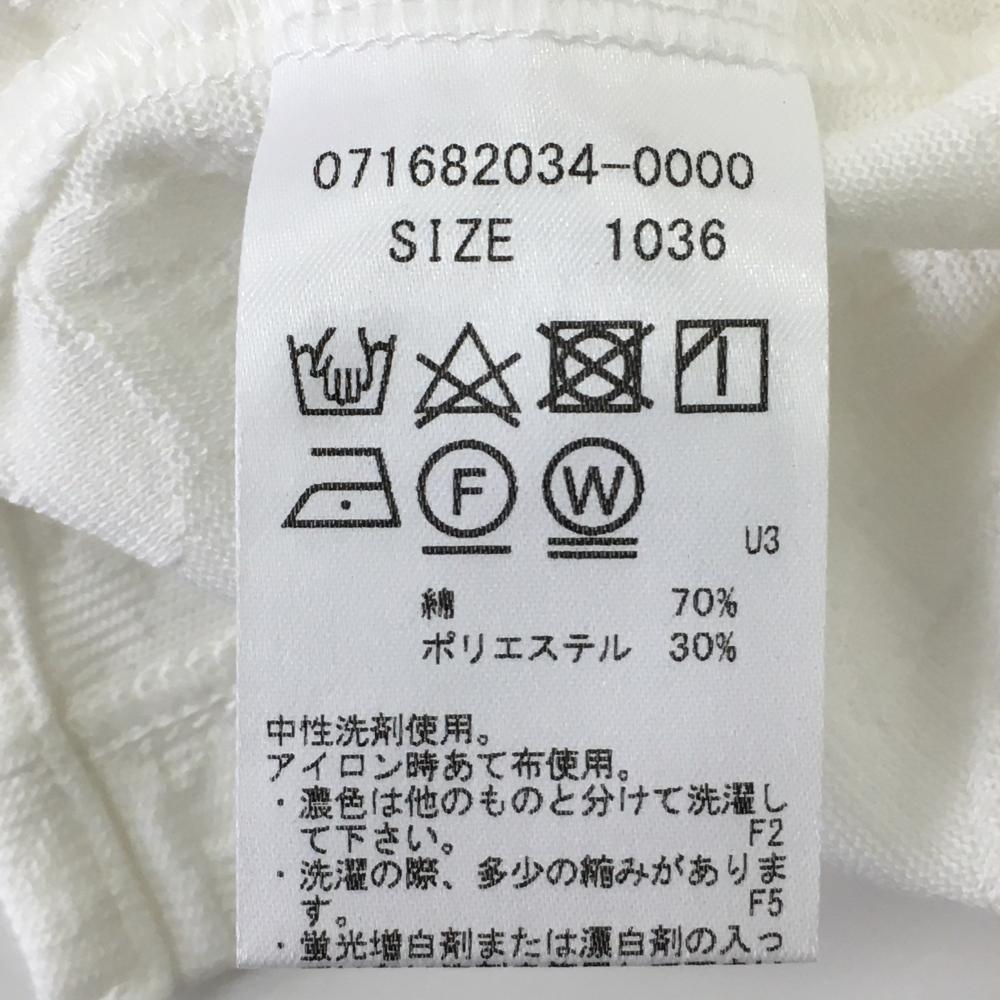 071682034-0000
SIZE 1036
F W
U3
綿 70%
ポリエステル 30%
中性洗剤使用。
アイロン時あて布使用。
・濃色は他のものと分けて洗濯し
て下さい。 F2
・洗濯の際、多少の縮みがありま
す。 F5
・蛍光増白剤または漂白剤の入っ